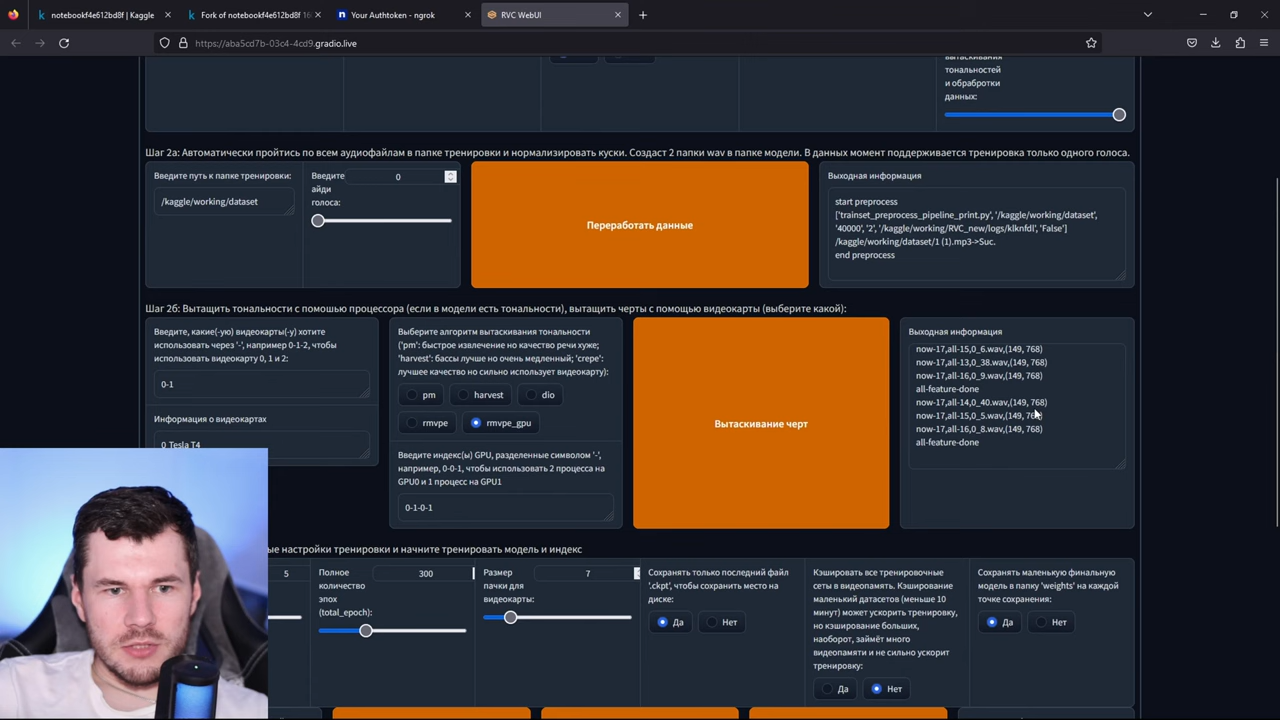 notebookf4e612bd8f | Kaggle
Fork of notebookf4e612bd8f
Your Authtoken - ngrok
RVC WebUI
https://aba5cd7b-03c4-4cd9.gradio.live
вытаскивания
тональностей
и обрабротки
данных:
Шаг 2а: Автоматически пройтись по всем аудиофайлам в папке тренировки и нормализировать куски. Создаст 2 папки wav в папке модели. В данных момент поддерживается тренировка только одного голоса.
Введите путь к папке тренировки:
/kaggle/working/dataset
Введите
айди
голоса:
0
Переработать данные
Выходная информация
start preprocess
['trainset_preprocess_pipeline_print.py', '/kaggle/working/dataset',
'40000', '2', '/kaggle/working/RVC_new/logs/klknfdl', 'False']
/kaggle/working/dataset/1 (1).mp3->Suc.
end preprocess
Шаг 2б: Вытащить тональности с помошью процессора (если в модели есть тональности), вытащить черты с помощью видеокарты (выберите какой):
Введите, какие(-ую) видеокарты(-у) хотите
использовать через '-', например 0-1-2, чтобы
использовать видеокарту 0, 1 и 2:
0-1
Информация о видеокартах
0 Tesla T4
Выберите алгоритм вытаскивания тональности
('pm': быстрое извлечение но качество речи хуже;
'harvest': бассы лучше но очень медленный; 'crepe':
лучшее качество но сильно использует видеокарту):
pm
harvest
dio
rmvpe
rmvpe_gpu
Введите индекс(ы) GPU, разделенные символом '-',
например, 0-0-1, чтобы использовать 2 процесса на
GPU0 и 1 процесс на GPU1
0-1-0-1
Вытаскивание черт
Выходная информация
now-17,all-15,0_6.wav,(149, 768)
now-17,all-13,0_38.wav,(149, 768)
now-17,all-16,0_9.wav,(149, 768)
all-feature-done
now-17,all-14,0_40.wav,(149, 768)
now-17,all-15,0_5.wav,(149, 768)
now-17,all-16,0_8.wav,(149, 768)
all-feature-done
настройки тренировки и начните тренировать модель и индекс
5
Полное
количество
эпох
(total_epoch):
300
Размер
пачки для
видеокарты:
7
Сохранять только последний файл
'.ckpt', чтобы сохранить место на
диске:
Да
Нет
Кэшировать все тренировочные
сеты в видеопамять. Кэширование
маленький датасетов (меньше 10
минут) может ускорить тренировку,
но кэширование больших,
наоборот, займёт много
видеопамяти и не сильно ускорит
тренировку:
Да
Нет
Сохранять маленькую финальную
модель в папку 'weights' на каждой
точке сохранения:
Да
Нет